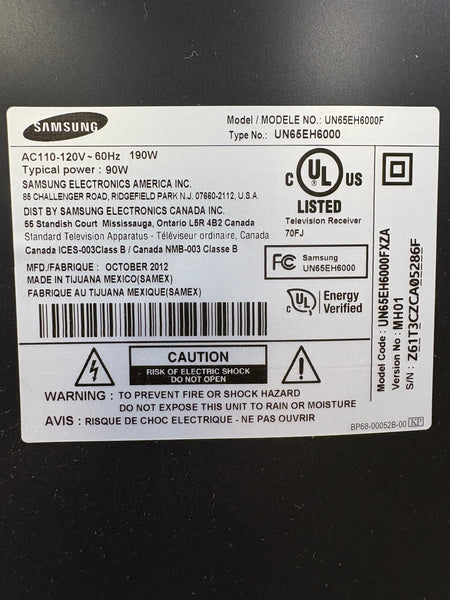 SAMSUNG
Model / MODELE NO.: UN65EH6000F
Type No.: UN65EH6000
AC110-120V ~ 60Hz 190W
Typical power : 90W
SAMSUNG ELECTRONICS AMERICA INC.
85 CHALLENGER ROAD, RIDGEFIELD PARK N.J. 07660-2112, U.S.A.
DIST BY SAMSUNG ELECTRONICS CANADA INC.
55 Standish Court Mississauga, Ontario L5R 4B2 Canada
Standard Television Apparatus - Téléviseur ordinaire, Canada
Canada ICES-003Class B / Canada NMB-003 Classe B
MFD./FABRIQUE : OCTOBER 2012
MADE IN TIJUANA MEXICO(SAMEX)
FABRIQUE AU TIJUANA MEXIQUE(SAMEX)
C UL US
LISTED
Television Receiver
70FJ
FC Samsung
UN65EH6000
C UL Energy
Verified
CAUTION
RISK OF ELECTRIC SHOCK
DO NOT OPEN
WARNING : TO PREVENT FIRE OR SHOCK HAZARD
DO NOT EXPOSE THIS UNIT TO RAIN OR MOISTURE
AVIS : RISQUE DE CHOC ELECTRIQUE - NE PAS OUVRIR
Model Code : UN65EH6000FXZA
Version No : MH01
S/N : Z61T3CZCA05286F
BP68-00052B-00 KP